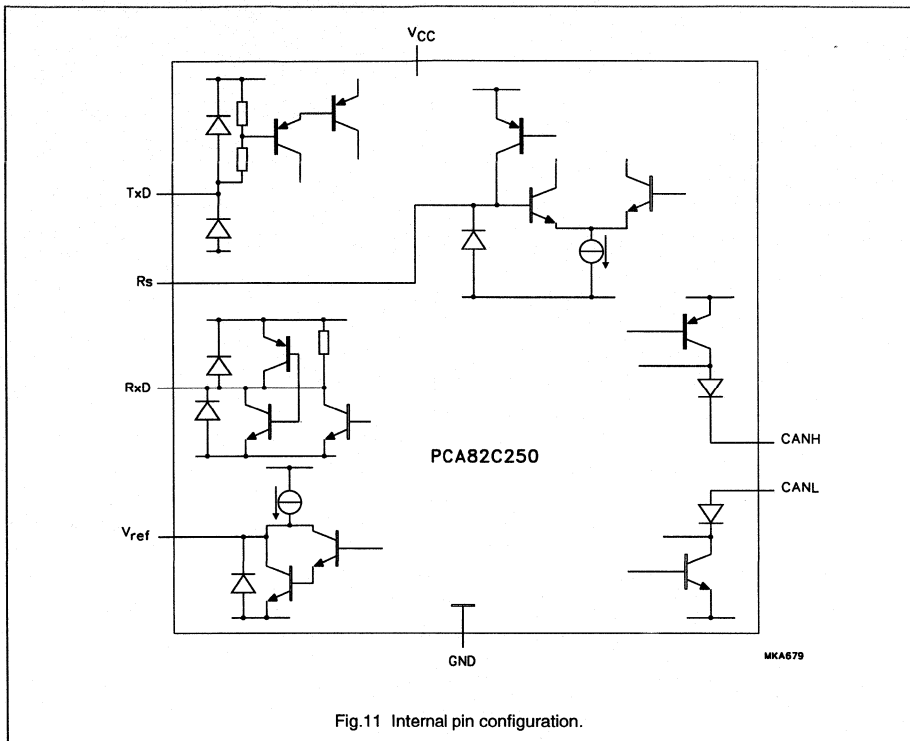 VCC
TxD
Rs
RxD
PCA82C250
CANH
CANL
Vref
GND
MKA679
Fig.11 Internal pin configuration.